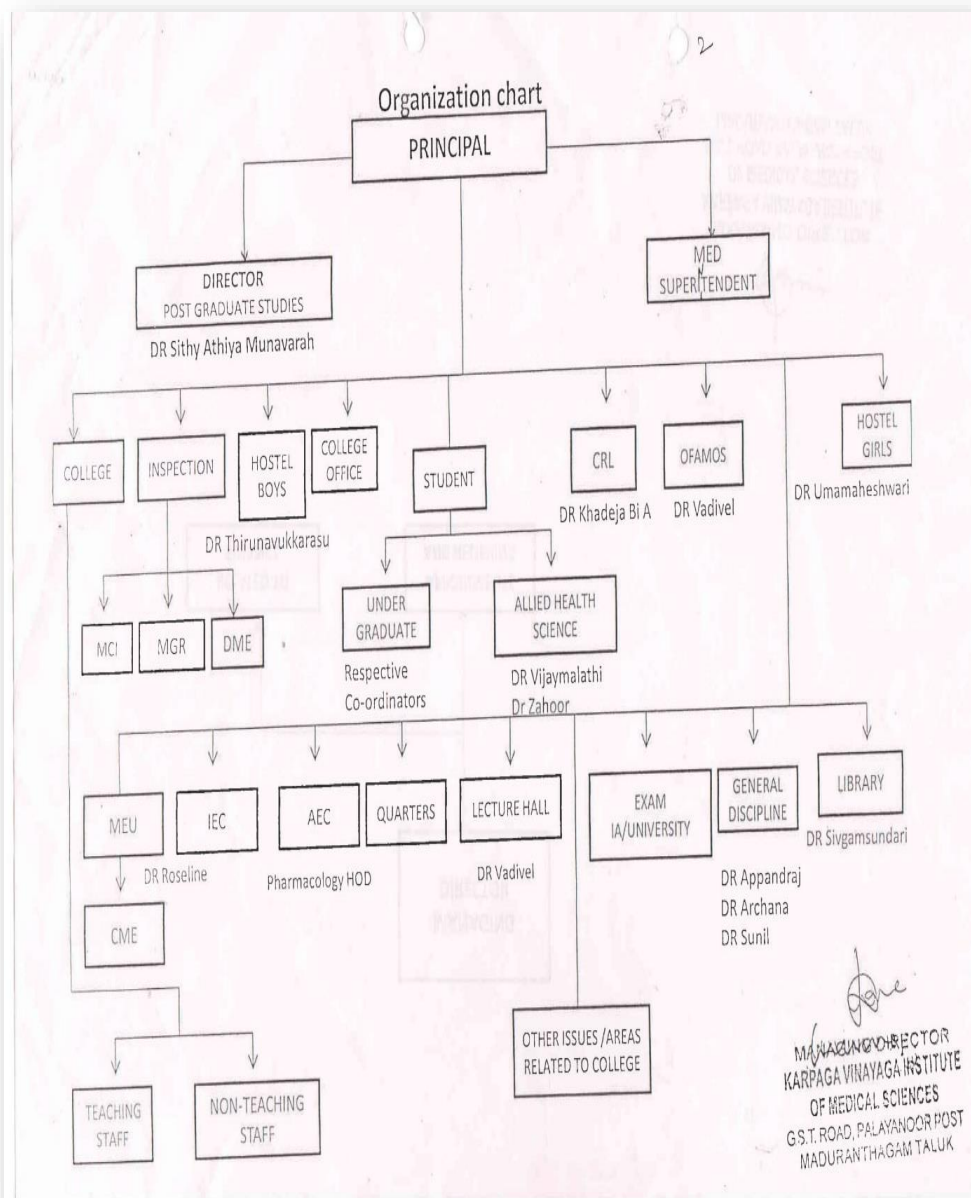 2
Organization chart
PRINCIPAL
DIRECTOR
POST GRADUATE STUDIES
DR Sithy Athiya Munavarah
MED
SUPERITENDENT
COLLEGE
INSPECTION
HOSTEL
BOYS
DR Thirunavukkarasu
COLLEGE
OFFICE
STUDENT
CRL
DR Khadeja Bi A
OFAMOS
DR Vadivel
HOSTEL
GIRLS
DR Umamaheshwari
MCI
MGR
DME
UNDER
GRADUATE
Respective
Co-ordinators
ALLIED HEALTH
SCIENCE
DR Vijaymalathi
Dr Zahoor
MEU
IEC
DR Roseline
AEC
Pharmacology HOD
QUARTERS
LECTURE HALL
DR Vadivel
EXAM
IA/UNIVERSITY
GENERAL
DISCIPLINE
DR Appandraj
DR Archana
DR Sunil
LIBRARY
DR Sivgamsundari
CME
OTHER ISSUES /AREAS
RELATED TO COLLEGE
TEACHING
STAFF
NON-TEACHING
STAFF
MANAGING DIRECTOR
KARPAGA VINAYAGA INSTITUTE
OF MEDICAL SCIENCES
G.S.T. ROAD, PALAYANOOR POST
MADURANTHAGAM TALUK